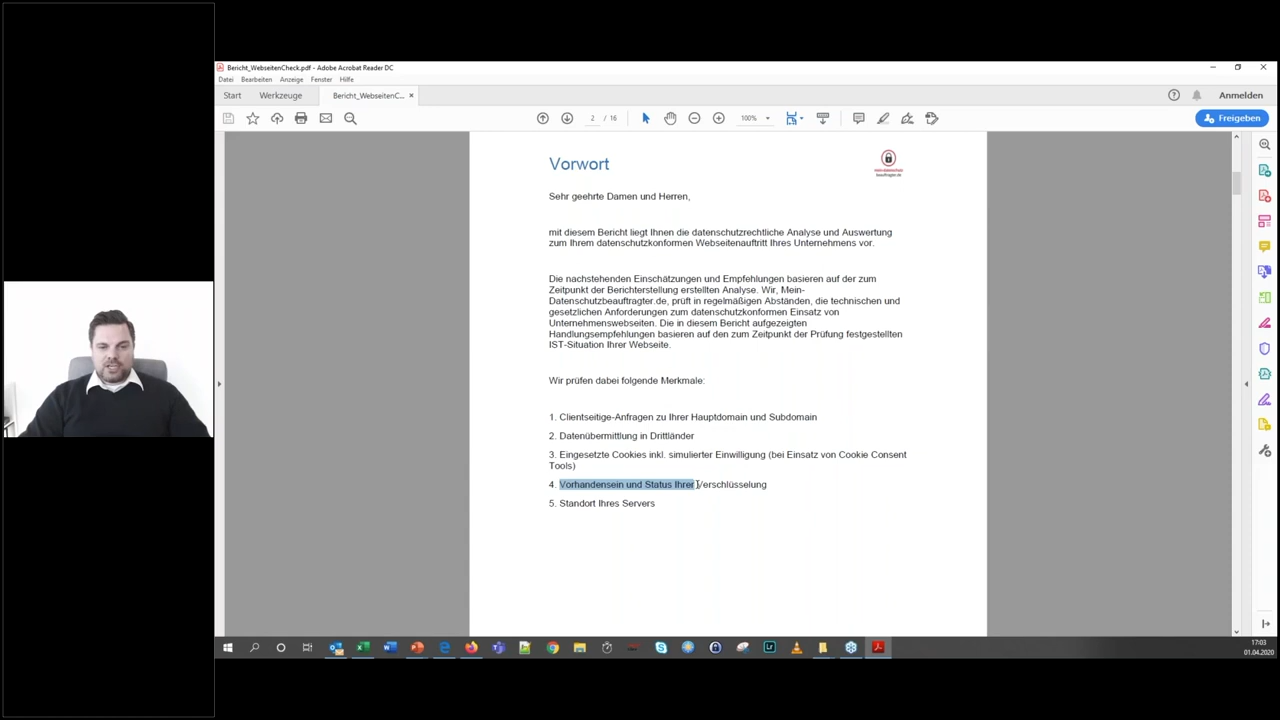 Bericht_WebseitenCheck.pdf - Adobe Acrobat Reader DC
Datei Bearbeiten Anzeige Fenster Hilfe
Start Werkzeuge Bericht_WebseitenC... × Anmelden
2 / 16 100% Freigeben
Vorwort
mein-datenschutz
beauftragter.de
Sehr geehrte Damen und Herren,
mit diesem Bericht liegt Ihnen die datenschutzrechtliche Analyse und Auswertung
zum Ihrem datenschutzkonformen Webseitenauftritt Ihres Unternehmens vor.
Die nachstehenden Einschätzungen und Empfehlungen basieren auf der zum
Zeitpunkt der Berichterstellung erstellten Analyse. Wir, Mein-
Datenschutzbeauftragter.de, prüft in regelmäßigen Abständen, die technischen und
gesetzlichen Anforderungen zum datenschutzkonformen Einsatz von
Unternehmenswebseiten. Die in diesem Bericht aufgezeigten
Handlungsempfehlungen basieren auf den zum Zeitpunkt der Prüfung festgestellten
IST-Situation Ihrer Webseite.
Wir prüfen dabei folgende Merkmale:
1. Clientseitige-Anfragen zu Ihrer Hauptdomain und Subdomain
2. Datenübermittlung in Drittländer
3. Eingesetzte Cookies inkl. simulierter Einwilligung (bei Einsatz von Cookie Consent
Tools)
4. Vorhandensein und Status Ihrer Verschlüsselung
5. Standort Ihres Servers
17:03
01.04.2020